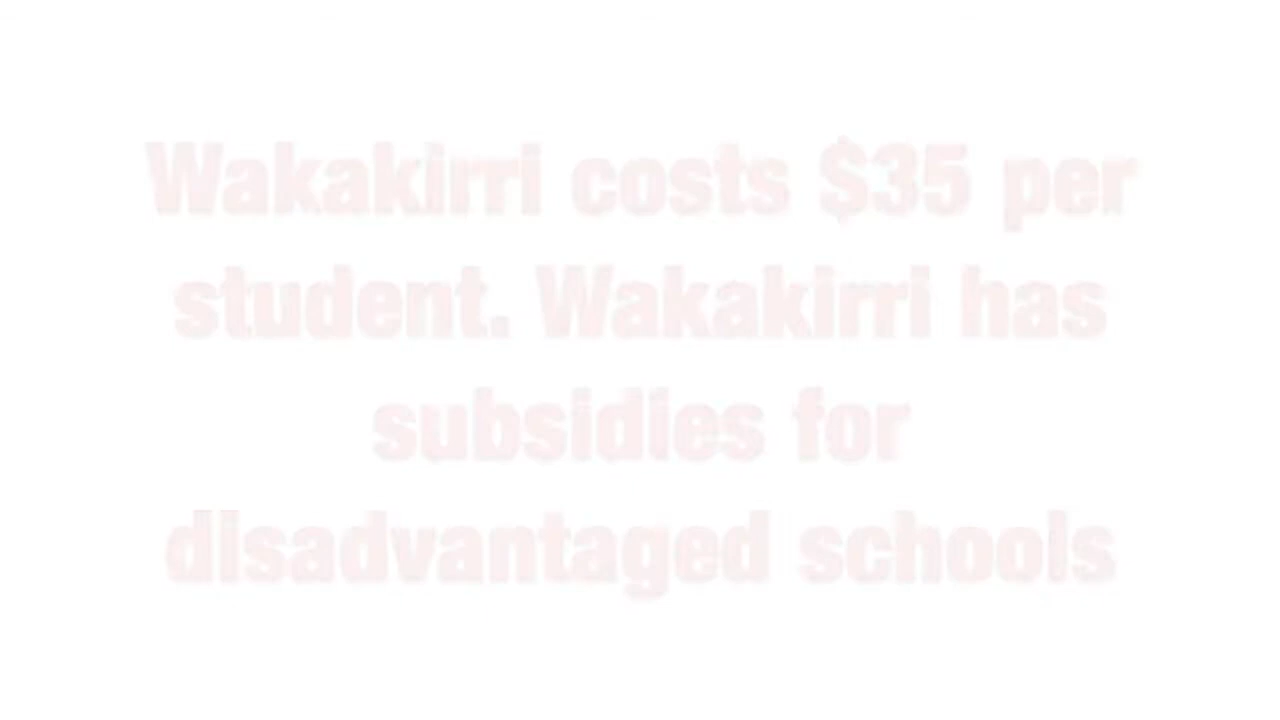 Wakakirri costs $35 per
student. Wakakirri has
subsidies for
disadvantaged schools